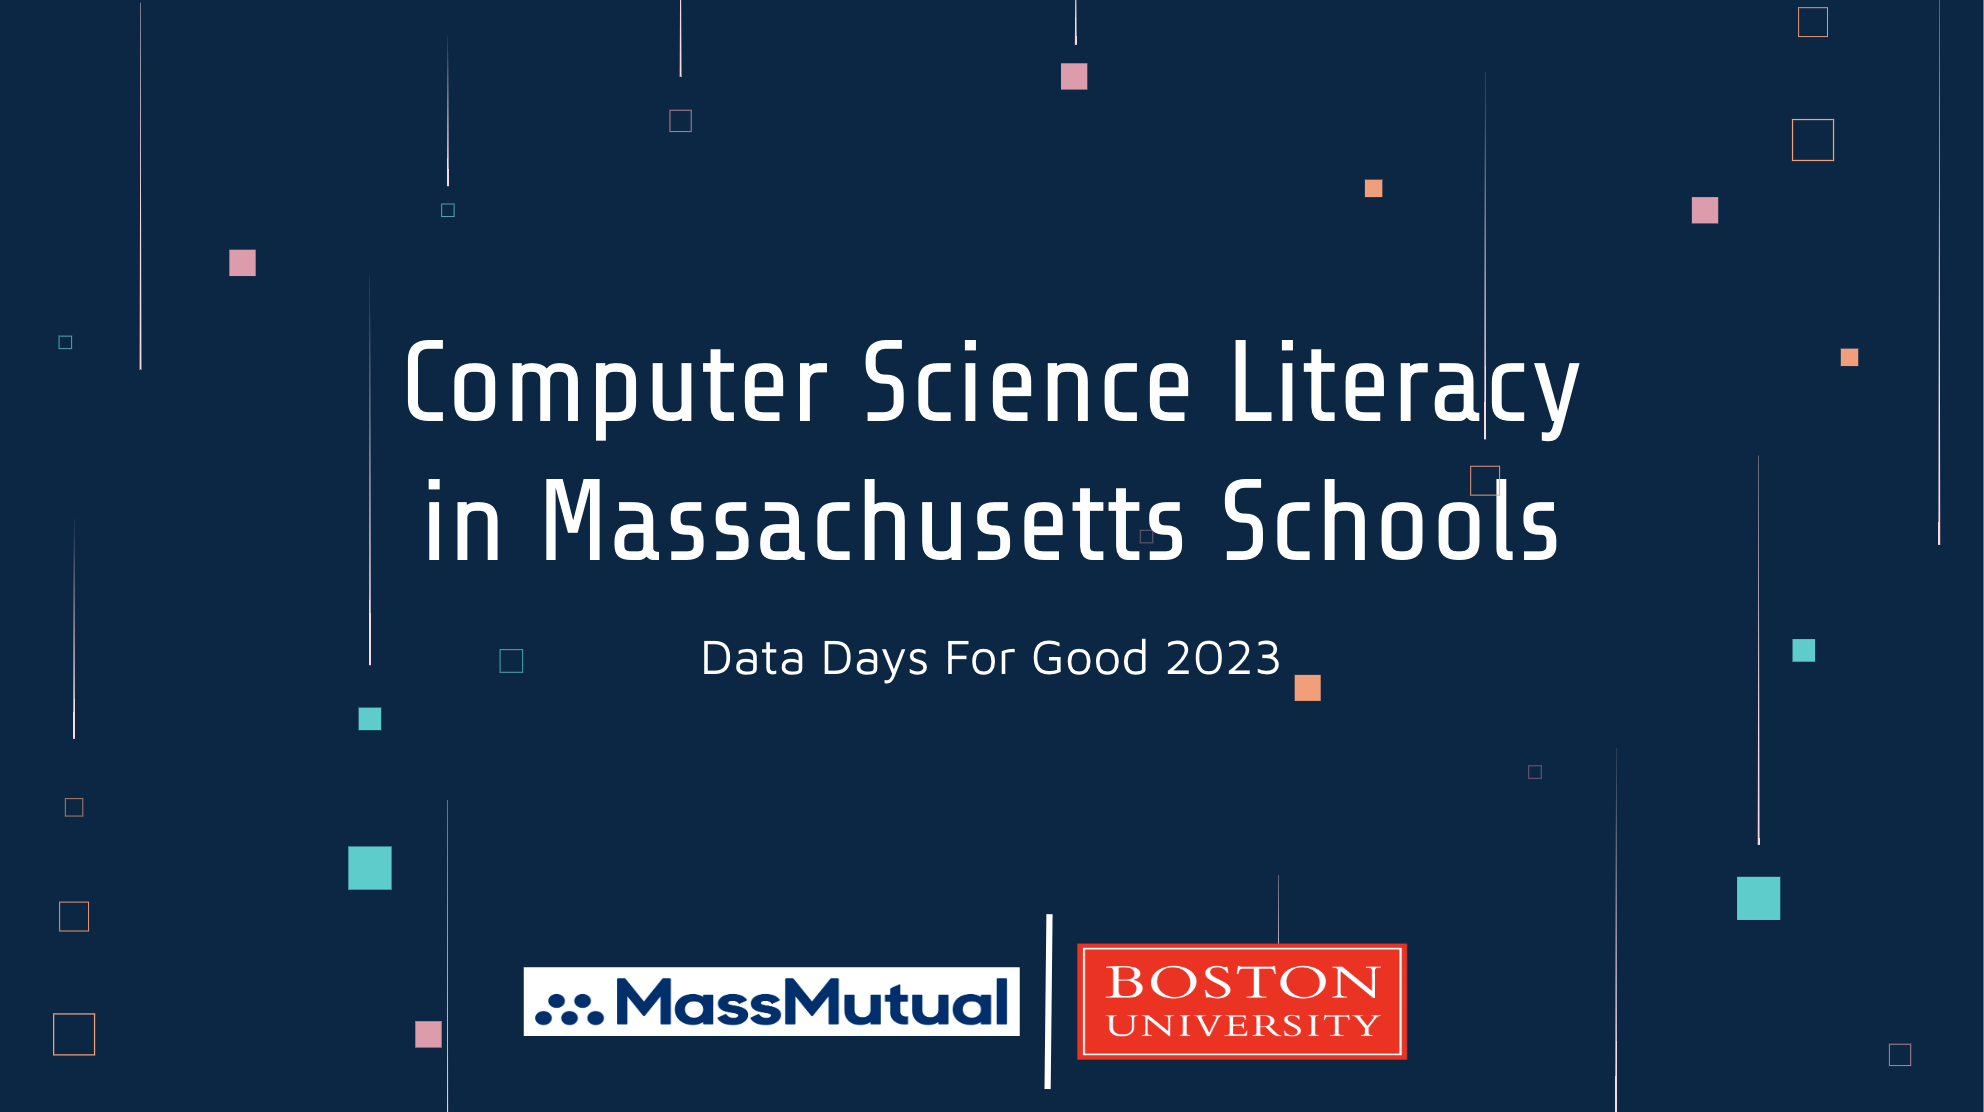 Computer Science Literacy
in Massachusetts Schools
Data Days For Good 2023
MassMutual
BOSTON
UNIVERSITY